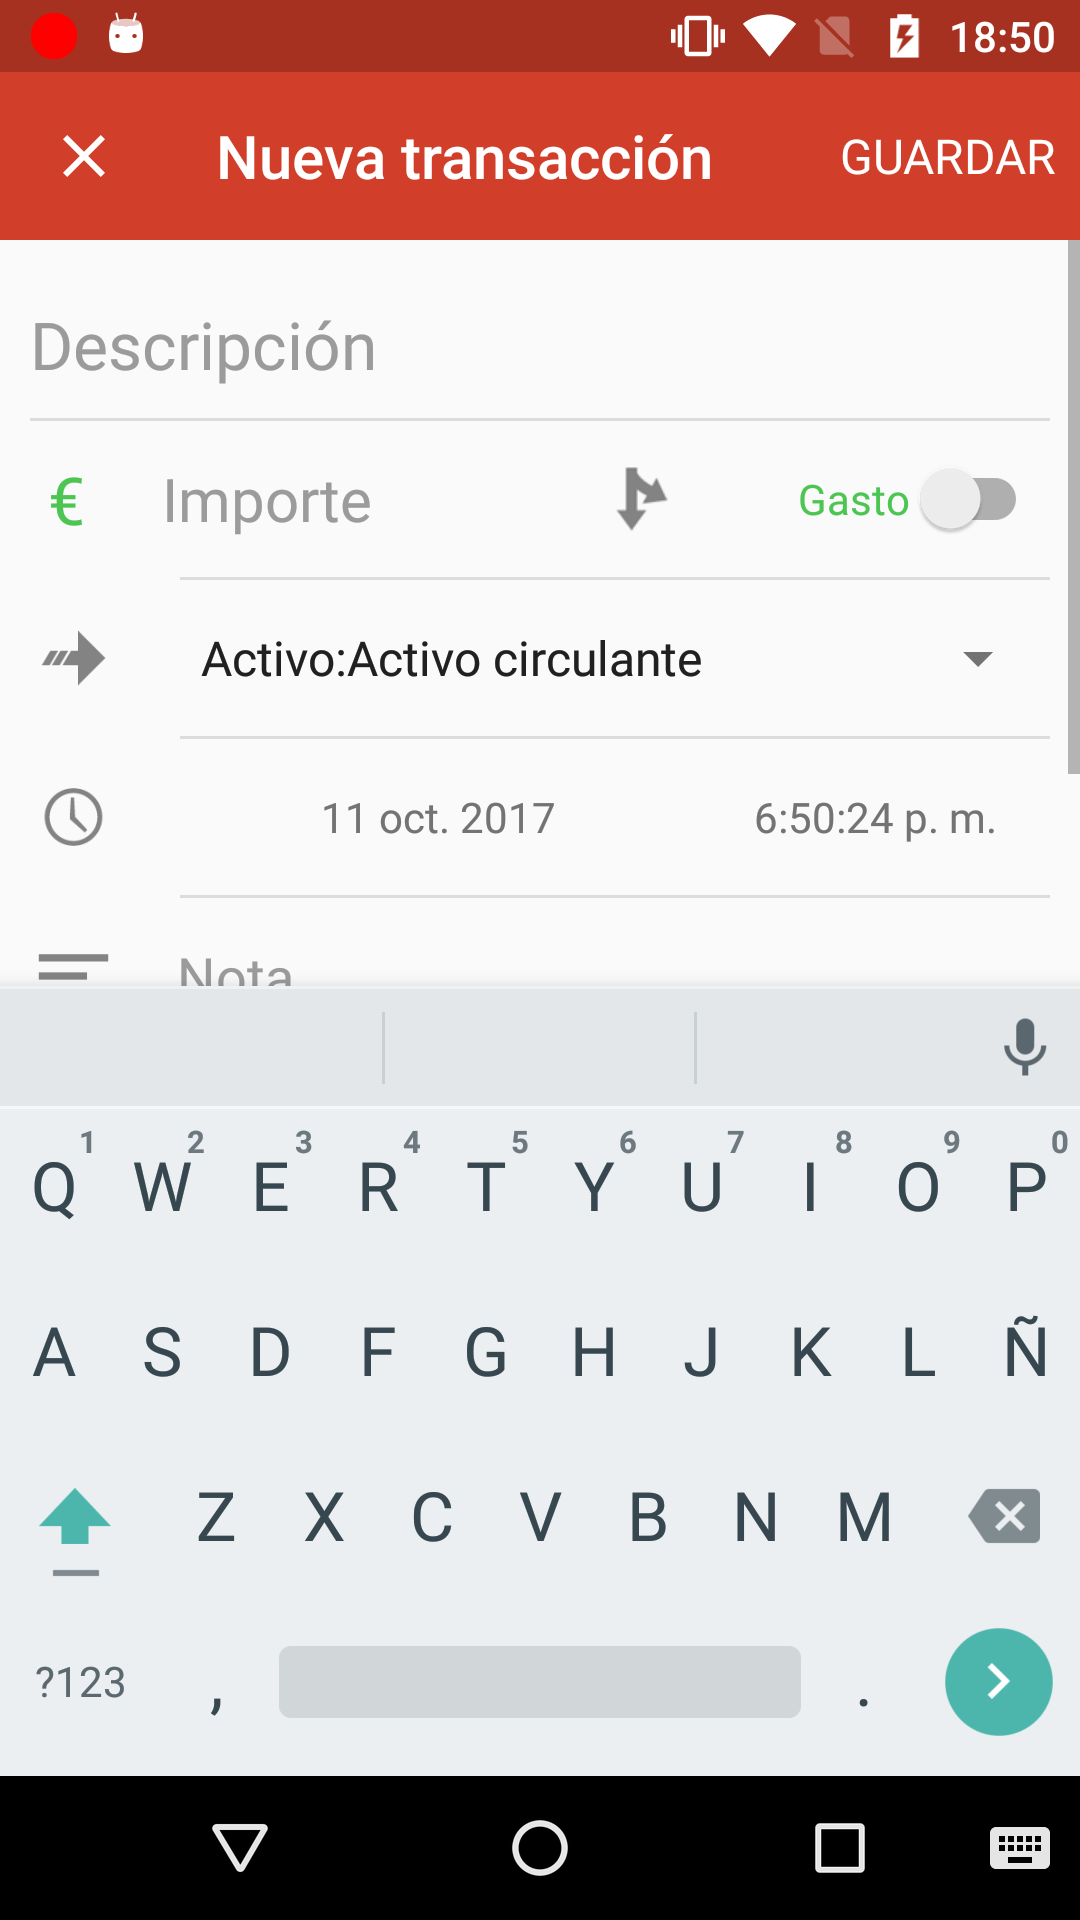 18:50
Nueva transacción GUARDAR
Descripción
€ Importe Gasto
Activo:Activo circulante
11 oct. 2017 6:50:24 p. m.
Nota
1 2 3 4 5 6 7 8 9 0
Q W E R T Y U I O P
A S D F G H J K L Ñ
Z X C V B N M
?123 , .